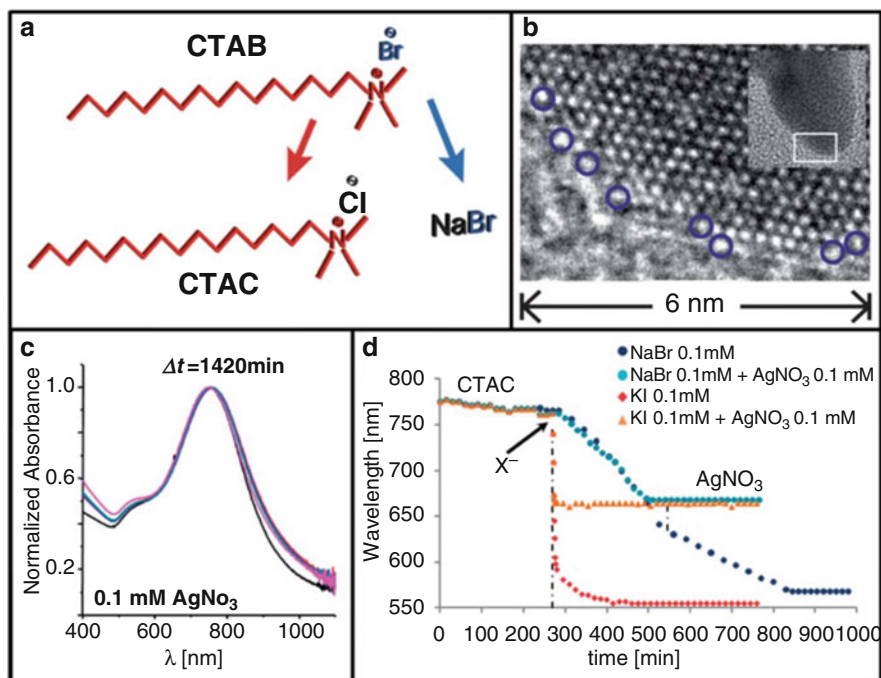 a
CTAB
Br
⊖
N
⊕
Cl
⊖
N
⊕
NaBr
CTAC
b
6 nm
c
Δt=1420min
Normalized Absorbance
1.0
0.6
0.2
0.1 mM AgNo₃
400 600 800 1000
λ [nm]
d
NaBr 0.1mM
NaBr 0.1mM + AgNO₃ 0.1 mM
KI 0.1mM
KI 0.1mM + AgNO₃ 0.1 mM
CTAC
X⁻
AgNO₃
Wavelength [nm]
800
750
700
650
600
550
0 100 200 300 400 500 600 700 800 900 1000
time [min]